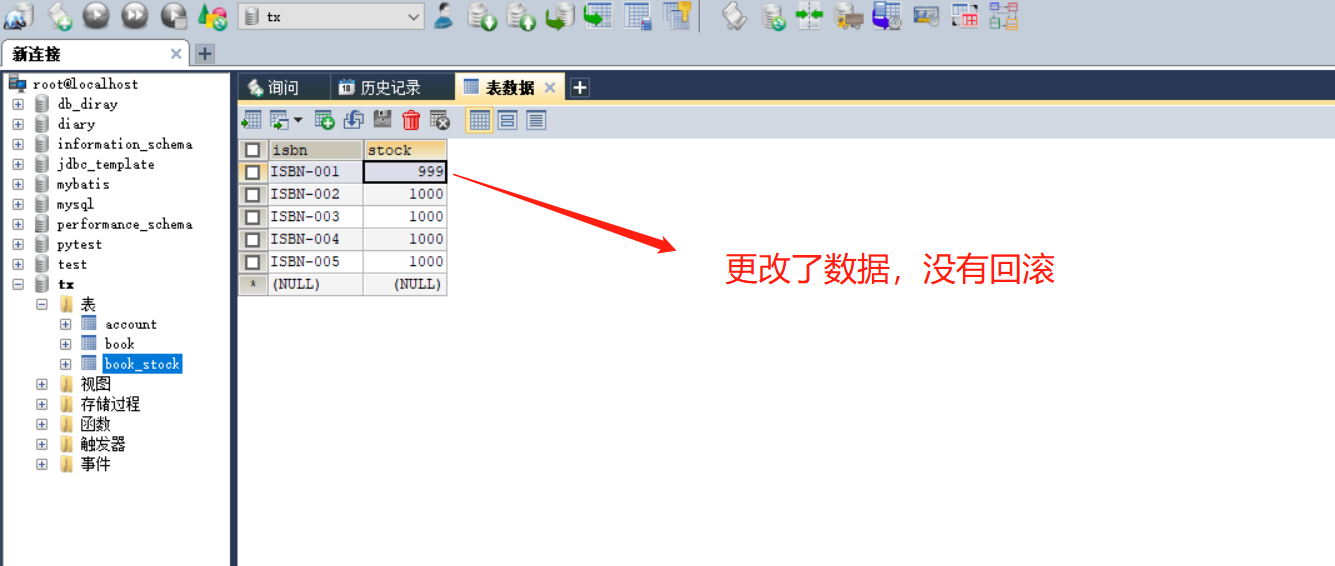 tx
新连接
root@localhost
db_diray
diary
information_schema
jdbc_template
mybatis
mysql
performance_schema
pytest
test
tx
表
account
book
book_stock
视图
存储过程
函数
触发器
事件
询问
18 历史记录
表数据
isbn stock
ISBN-001 999
ISBN-002 1000
ISBN-003 1000
ISBN-004 1000
ISBN-005 1000
* (NULL) (NULL)
更改了数据，没有回滚